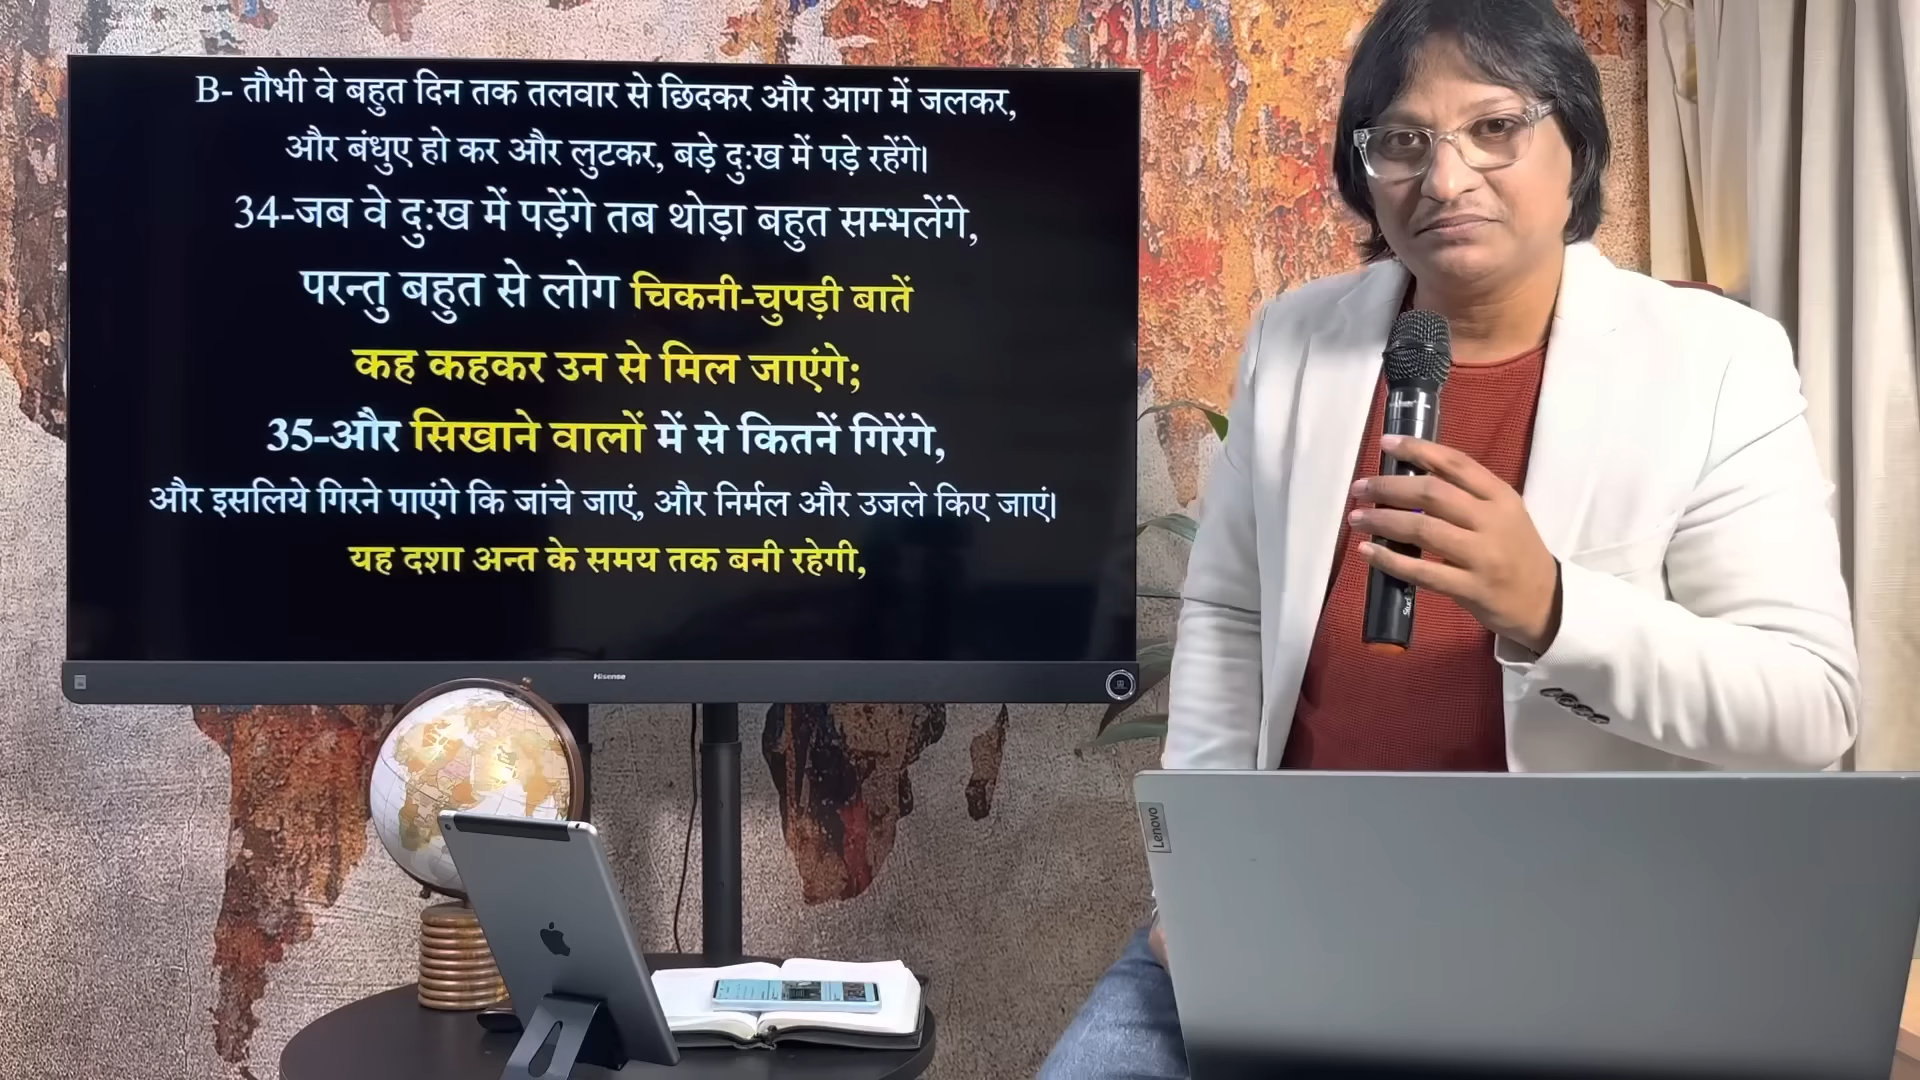 B- तौभी वे बहुत दिन तक तलवार से छिदकर और आग में जलकर,
और बंधुए हो कर और लुटकर, बड़े दु:ख में पड़े रहेंगे।
34-जब वे दु:ख में पड़ेंगे तब थोड़ा बहुत सम्भलेंगे,
परन्तु बहुत से लोग चिकनी-चुपड़ी बातें
कह कहकर उन से मिल जाएंगे;
35-और सिखाने वालों में से कितनें गिरेंगे,
और इसलिये गिरने पाएंगे कि जांचे जाएं, और निर्मल और उजले किए जाएं।
यह दशा अन्त के समय तक बनी रहेगी,
Hisense
Lenovo